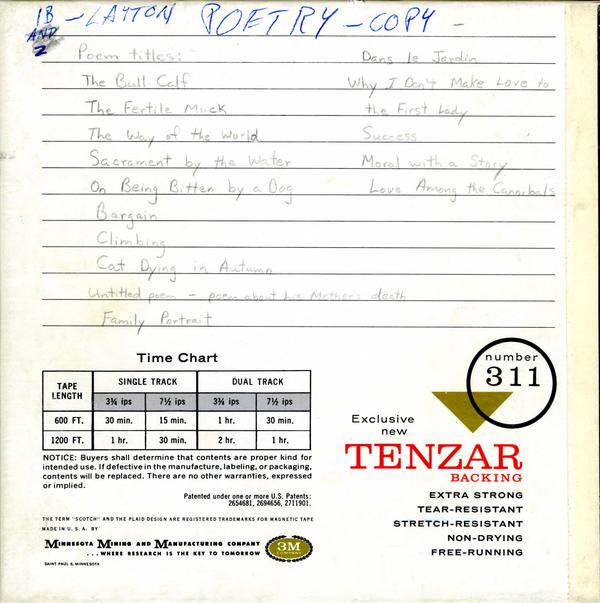 1B - LAYTON POETRY - COPY -
AND
2
Poem titles:
The Bull Calf
The Fertile Muck
The Way of the World
Sacrament by the Water
On Being Bitten by a Dog
Bargain
Climbing
Cat Dying in Autumn
Untitled poem - poem about his Mother's death
Family Portrait
Dans le Jardin
Why I Don't Make Love to
the First Lady
Success
Moral with a Story
Love Among the Cannibals
Time Chart
TAPE LENGTH SINGLE TRACK DUAL TRACK
3¾ ips 7½ ips 3¾ ips 7½ ips
600 FT. 30 min. 15 min. 1 hr. 30 min.
1200 FT. 1 hr. 30 min. 2 hr. 1 hr.
NOTICE: Buyers shall determine that contents are proper kind for
intended use. If defective in the manufacture, labeling, or packaging,
contents will be replaced. There are no other warranties, expressed
or implied.
Patented under one or more U.S. Patents:
2654681, 2694656, 2711901.
THE TERM "SCOTCH" AND THE PLAID DESIGN ARE REGISTERED TRADEMARKS FOR MAGNETIC TAPE
MADE IN U. S. A. BY
MINNESOTA MINING AND MANUFACTURING COMPANY
...WHERE RESEARCH IS THE KEY TO TOMORROW
3M
COMPANY
SAINT PAUL 6, MINNESOTA
number
311
Exclusive
new
TENZAR
BACKING
EXTRA STRONG
TEAR-RESISTANT
STRETCH-RESISTANT
NON-DRYING
FREE-RUNNING